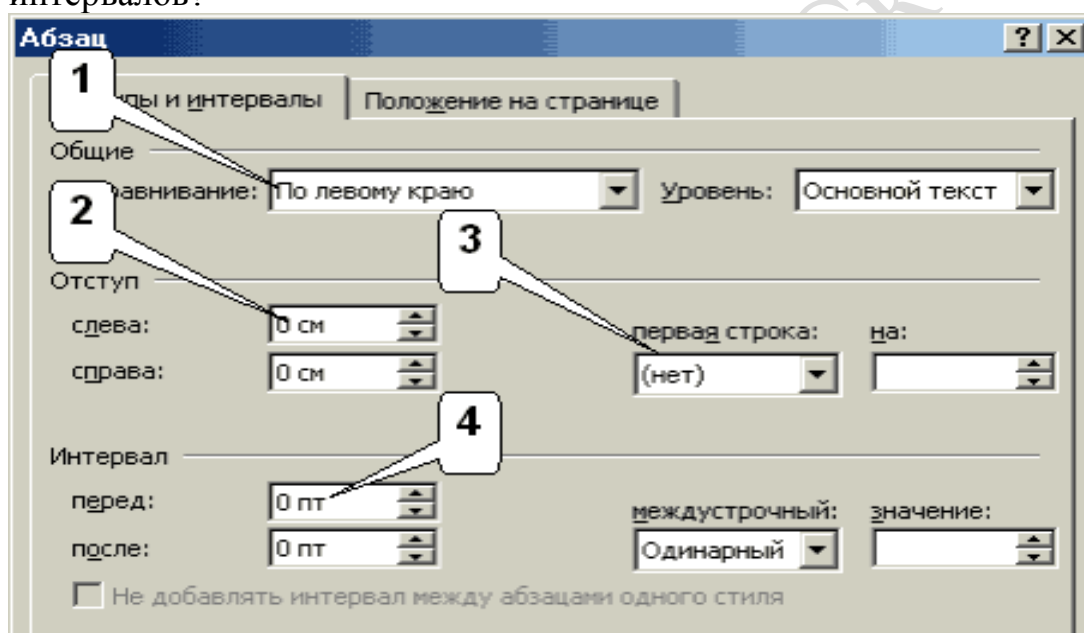 интервалов?
Абзац
1
и интервалы Положение на странице
Общие
По левому краю Уровень: Основной текст
2
3
Отступ
слева: 0 см первая строка: на:
справа: 0 см (нет)
4
Интервал
перед: 0 пт междустрочный: значение:
после: 0 пт Одинарный
Не добавлять интервал между абзацами одного стиля